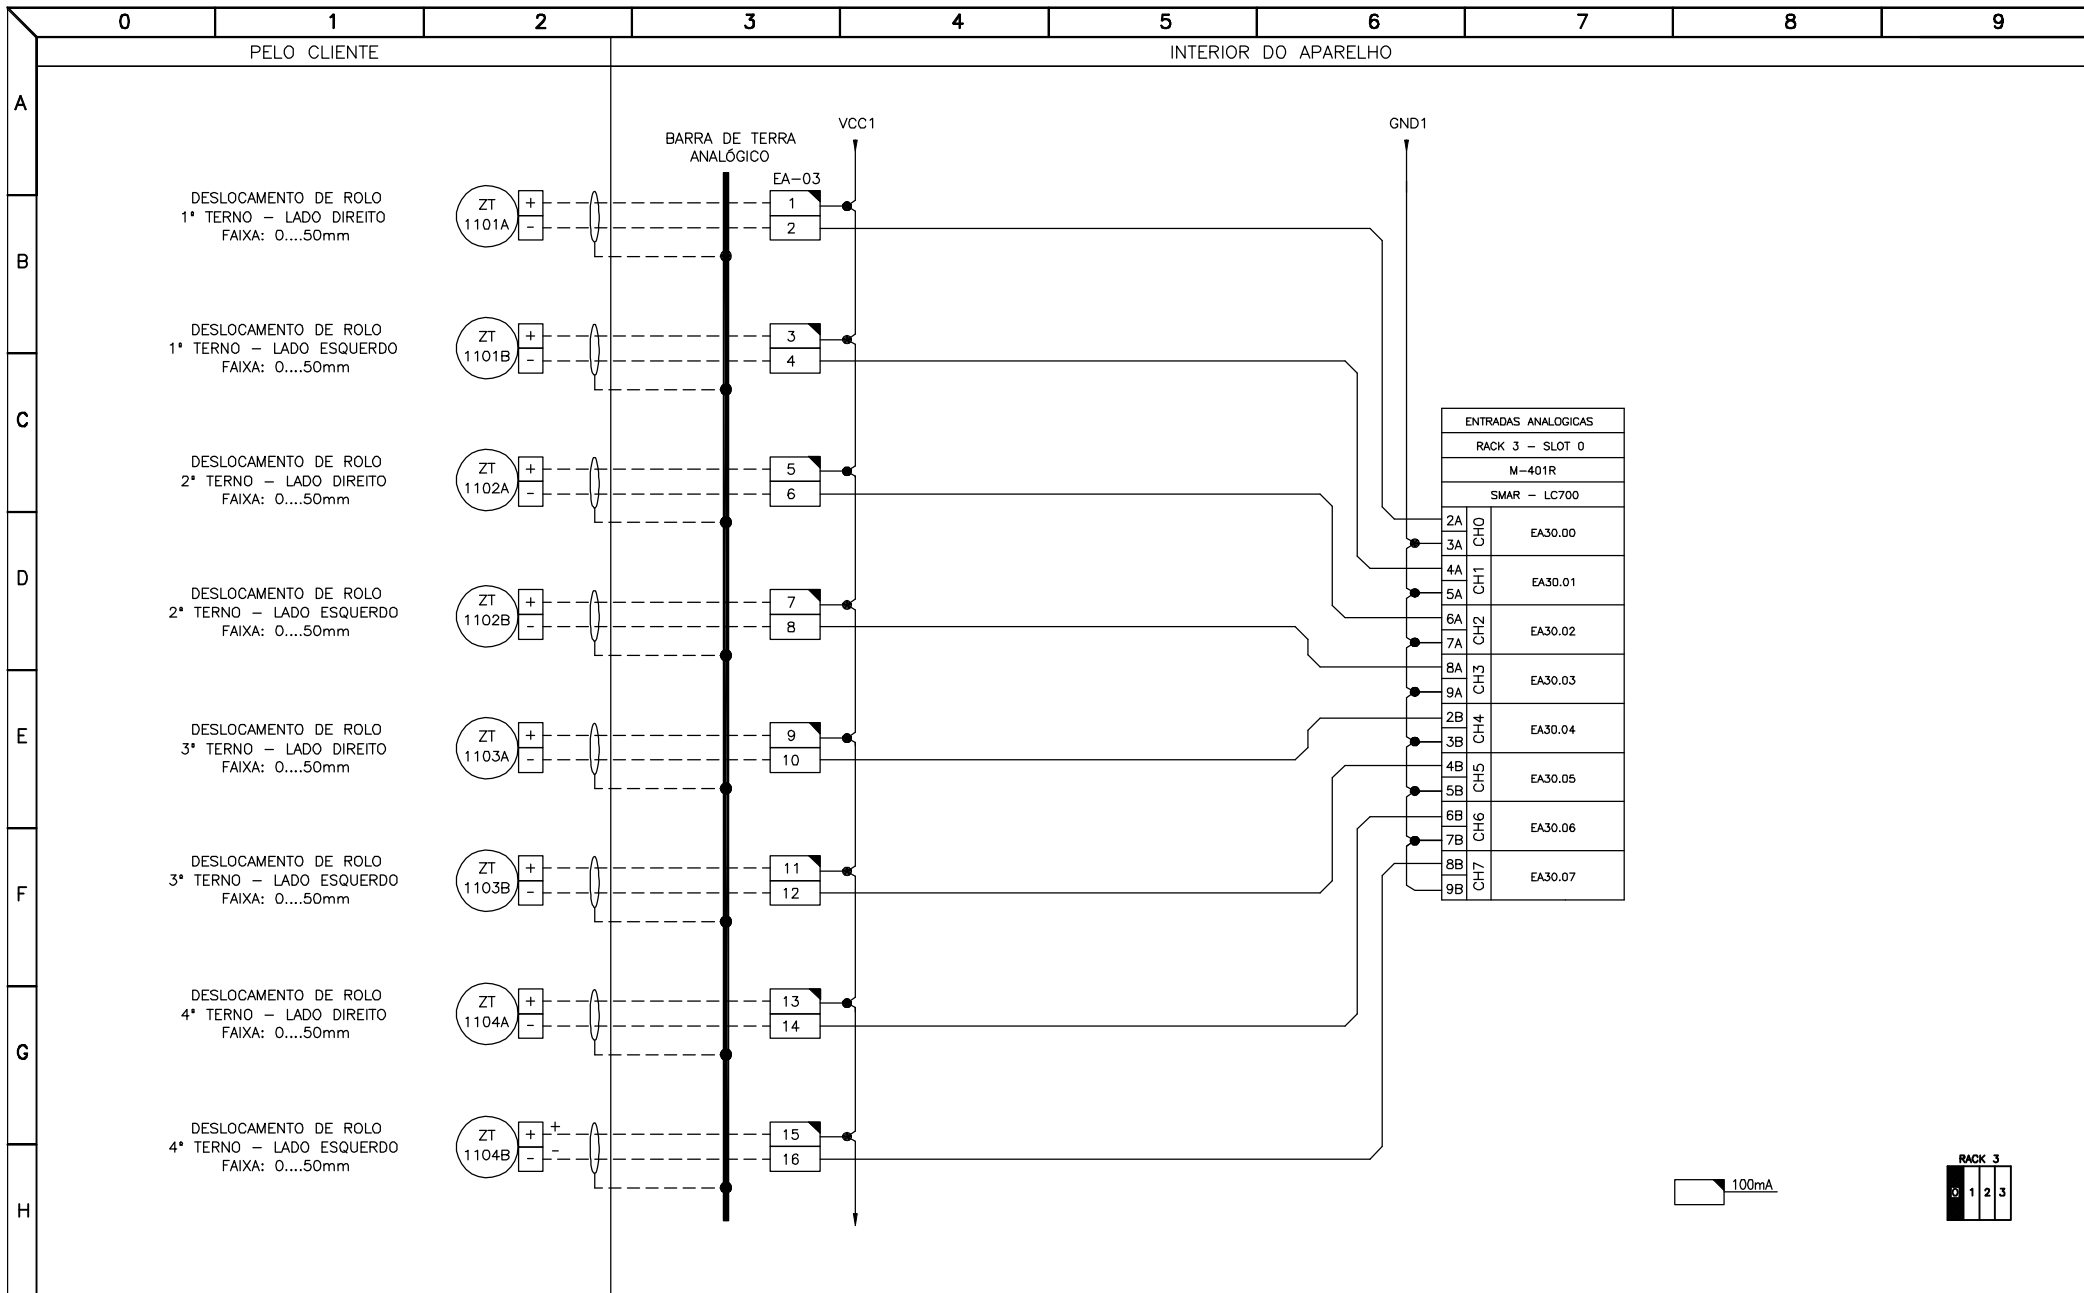 0 1 2 3 4 5 6 7 8 9
PELO CLIENTE
INTERIOR DO APARELHO
A
B
C
D
E
F
G
H
BARRA DE TERRA
ANALÓGICO
VCC1
GND1
EA-03
DESLOCAMENTO DE ROLO
1º TERNO - LADO DIREITO
FAIXA: 0....50mm
ZT
1101A
+
-
1
2
DESLOCAMENTO DE ROLO
1º TERNO - LADO ESQUERDO
FAIXA: 0....50mm
ZT
1101B
+
-
3
4
DESLOCAMENTO DE ROLO
2º TERNO - LADO DIREITO
FAIXA: 0....50mm
ZT
1102A
+
-
5
6
DESLOCAMENTO DE ROLO
2º TERNO - LADO ESQUERDO
FAIXA: 0....50mm
ZT
1102B
+
-
7
8
DESLOCAMENTO DE ROLO
3º TERNO - LADO DIREITO
FAIXA: 0....50mm
ZT
1103A
+
-
9
10
DESLOCAMENTO DE ROLO
3º TERNO - LADO ESQUERDO
FAIXA: 0....50mm
ZT
1103B
+
-
11
12
DESLOCAMENTO DE ROLO
4º TERNO - LADO DIREITO
FAIXA: 0....50mm
ZT
1104A
+
-
13
14
DESLOCAMENTO DE ROLO
4º TERNO - LADO ESQUERDO
FAIXA: 0....50mm
ZT
1104B
+
-
+
-
15
16
ENTRADAS ANALOGICAS
RACK 3 - SLOT 0
M-401R
SMAR - LC700
2A
3A
CH0
EA30.00
4A
5A
CH1
EA30.01
6A
7A
CH2
EA30.02
8A
9A
CH3
EA30.03
2B
3B
CH4
EA30.04
4B
5B
CH5
EA30.05
6B
7B
CH6
EA30.06
8B
9B
CH7
EA30.07
100mA
RACK 3
0 1 2 3